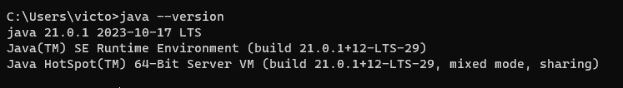 C:\Users\victo>java --version
java 21.0.1 2023-10-17 LTS
Java(TM) SE Runtime Environment (build 21.0.1+12-LTS-29)
Java HotSpot(TM) 64-Bit Server VM (build 21.0.1+12-LTS-29, mixed mode, sharing)